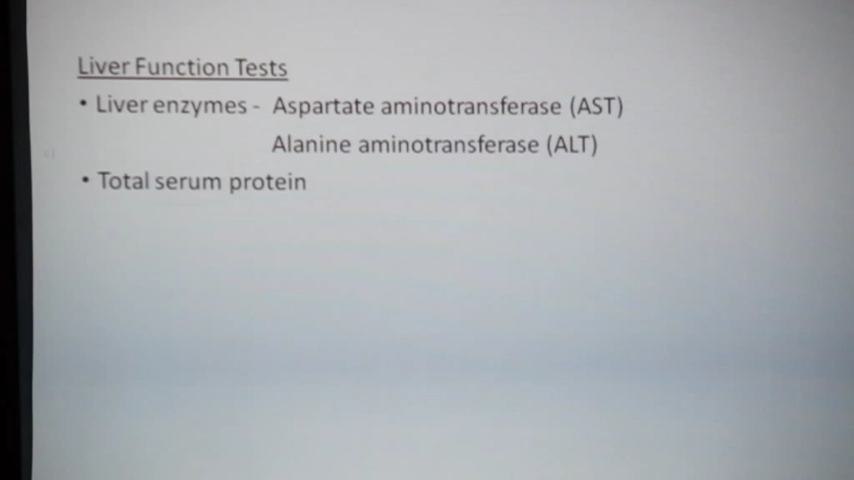 Liver Function Tests
• Liver enzymes - Aspartate aminotransferase (AST)
Alanine aminotransferase (ALT)
• Total serum protein